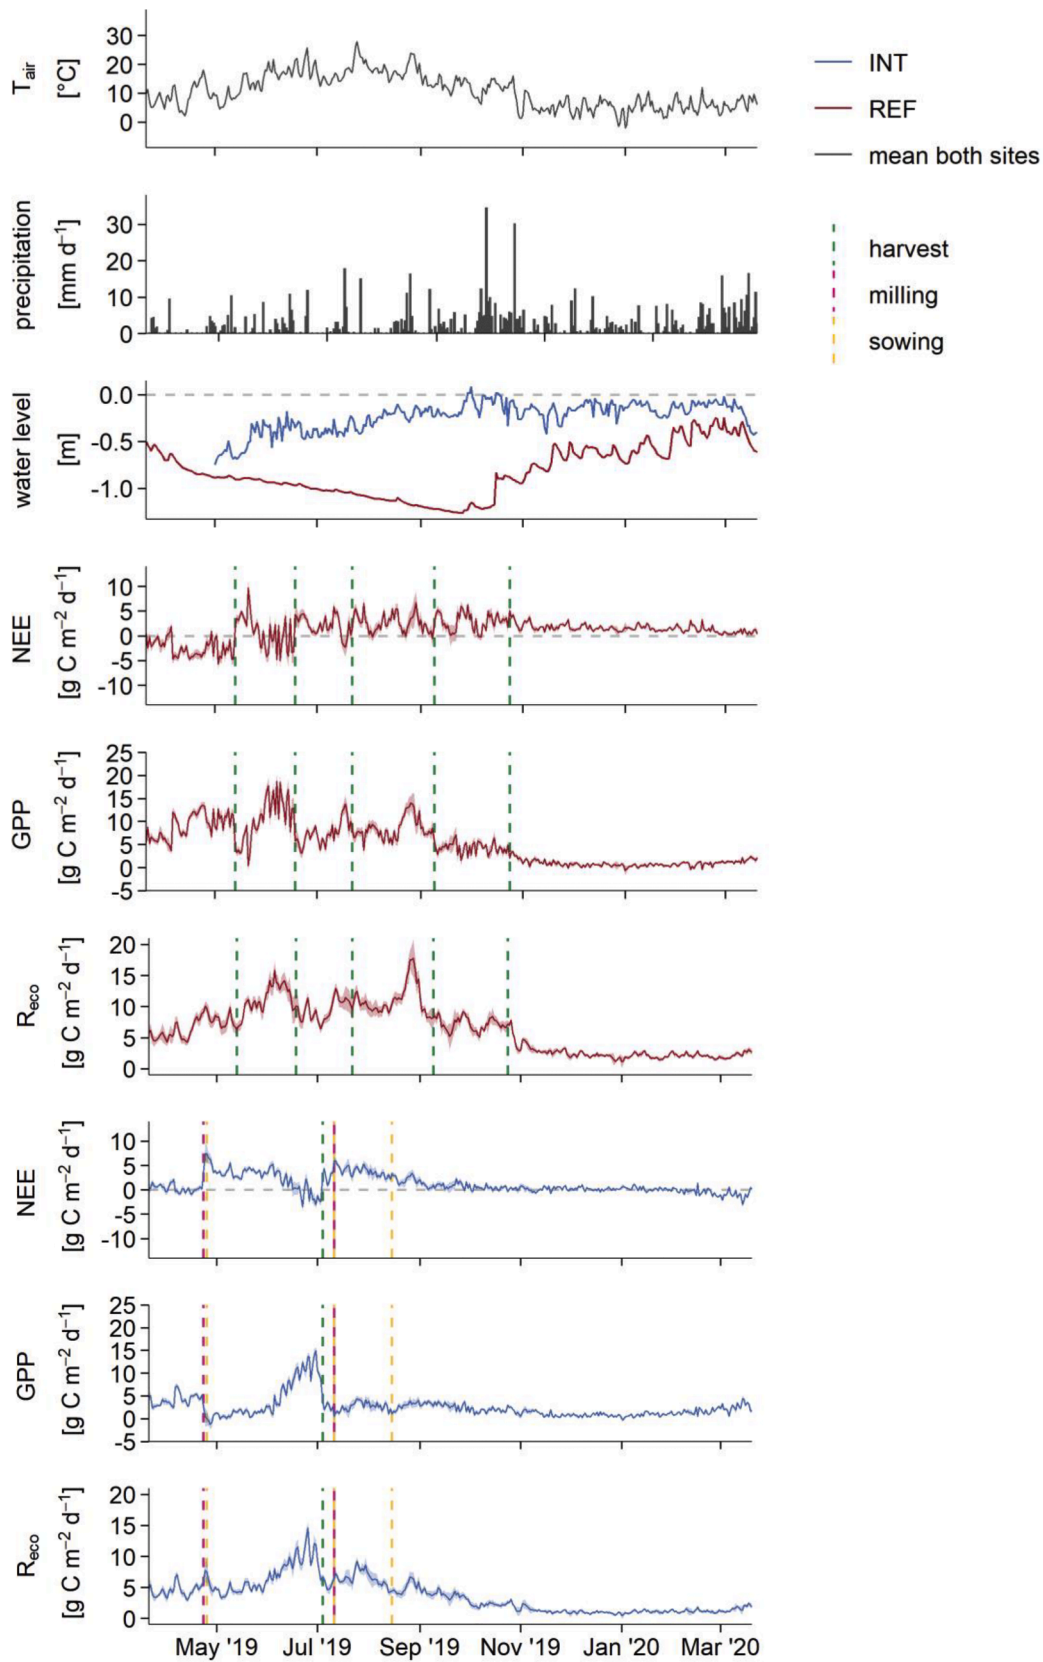 T_air
[°C]
30
20
10
0
INT
REF
mean both sites
harvest
milling
sowing
precipitation
[mm d⁻¹]
30
20
10
0
water level
[m]
0.0
-0.5
-1.0
NEE
[g C m⁻² d⁻¹]
10
5
0
-5
-10
GPP
[g C m⁻² d⁻¹]
25
20
15
10
5
0
-5
R_eco
[g C m⁻² d⁻¹]
20
15
10
5
0
NEE
[g C m⁻² d⁻¹]
10
5
0
-5
-10
GPP
[g C m⁻² d⁻¹]
25
20
15
10
5
0
-5
R_eco
[g C m⁻² d⁻¹]
20
15
10
5
0
May '19 Jul '19 Sep '19 Nov '19 Jan '20 Mar '20